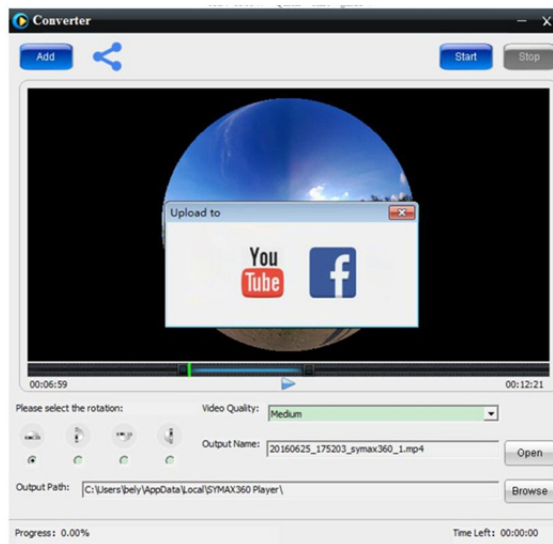 Converter
Add
Start
Stop
Upload to
You
Tube
f
00:06:59
00:12:21
Please select the rotation:
Video Quality:
Medium
Output Name:
20160625_175203_symax360_1.mp4
Open
Output Path:
C:\Users\bely\AppData\Local\SYMAX360 Player\
Browse
Progress: 0.00%
Time Left: 00:00:00